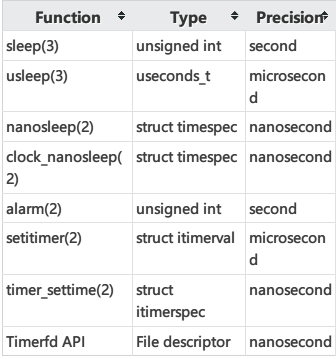 Function Type Precision
sleep(3) unsigned int second
usleep(3) useconds_t microsecon
d
nanosleep(2) struct timespec nanosecond
clock_nanosleep( struct timespec nanosecond
2)
alarm(2) unsigned int second
setitimer(2) struct itimerval microsecon
d
timer_settime(2) struct nanosecond
itimerspec
Timerfd API File descriptor nanosecond